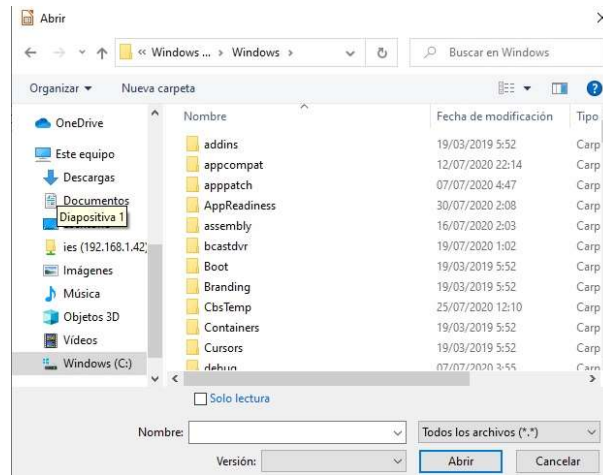 Abrir
« Windows ... › Windows ›
Buscar en Windows
Organizar
Nueva carpeta
OneDrive
Este equipo
Descargas
Documentos
Diapositiva 1
ies (192.168.1.42)
Imágenes
Música
Objetos 3D
Vídeos
Windows (C:)
Nombre Fecha de modificación Tipo
addins 19/03/2019 5:52 Carp
appcompat 12/07/2020 22:14 Carp
apppatch 07/07/2020 4:47 Carp
AppReadiness 30/07/2020 2:08 Carp
assembly 16/07/2020 2:03 Carp
bcastdvr 19/07/2020 1:02 Carp
Boot 19/03/2019 5:52 Carp
Branding 19/03/2019 5:52 Carp
CbsTemp 25/07/2020 12:10 Carp
Containers 19/03/2019 5:52 Carp
Cursors 19/03/2019 5:52 Carp
debug 07/07/2020 3:55 Carp
Solo lectura
Nombre:
Todos los archivos (*.*)
Versión:
Abrir
Cancelar